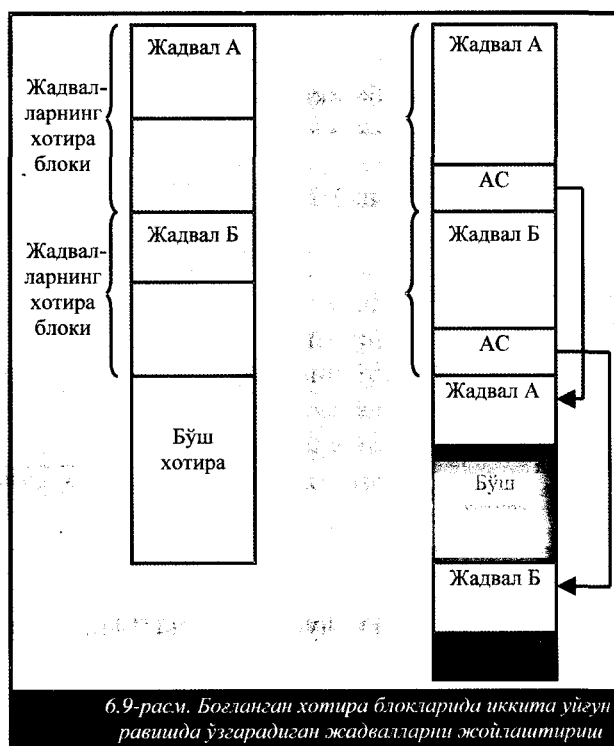 Жадвал А
Жадвал-
ларнинг
хотира
блоки
Жадвал Б
Жадвал-
ларнинг
хотира
блоки
Бўш
хотира
Жадвал А
АС
Жадвал Б
АС
Жадвал А
Бўш
Жадвал Б
6.9-расм. Боғланган хотира блокларида иккита уйғун
равишда ўзгарадиган жадвалларни жойлаштириш